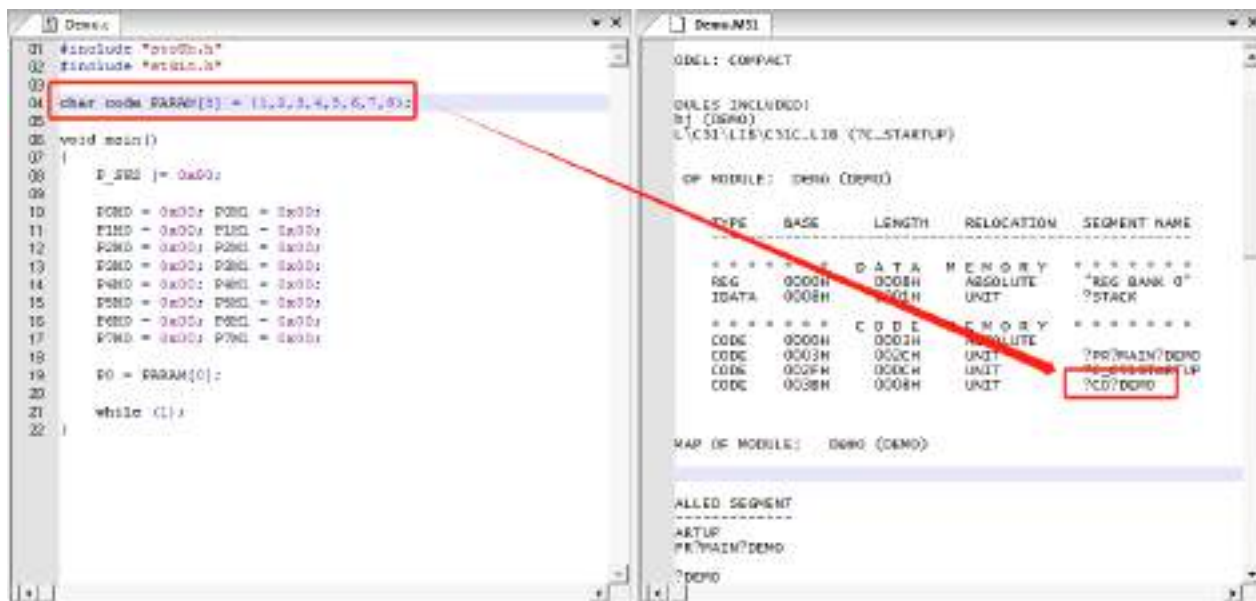 Demo.c
01 #include
02 #include
03
04 char code PARAM[8] = {1,2,3,4,5,6,7,8};
05
06 void main()
07 {
08 P_SW2 |= 0x80;
09
10 P0M0 = 0x00; P0M1 = 0x00;
11 P1M0 = 0x00; P1M1 = 0x00;
12 P2M0 = 0x00; P2M1 = 0x00;
13 P3M0 = 0x00; P3M1 = 0x00;
14 P4M0 = 0x00; P4M1 = 0x00;
15 P5M0 = 0x00; P5M1 = 0x00;
16 P6M0 = 0x00; P6M1 = 0x00;
17 P7M0 = 0x00; P7M1 = 0x00;
18
19 P0 = PARAM[0];
20
21 while (1);
22 }
Demo.M51
ODEL: COMPACT
DULES INCLUDED:
bj (DEMO)
L\C51\LIB\C51C.LIB (?C_STARTUP)
OF MODULE: Demo (DEMO)
TYPE BASE LENGTH RELOCATION SEGMENT NAME
* * * * * * * D A T A M E M O R Y * * * * * * *
REG 0000H 0008H ABSOLUTE "REG BANK 0"
IDATA 0008H 0001H UNIT ?STACK
* * * * * * * C O D E M E M O R Y * * * * * * *
CODE 0000H 0003H ABSOLUTE
CODE 0003H 002CH UNIT ?PR?MAIN?DEMO
CODE 002FH 000CH UNIT ?C_C51STARTUP
CODE 003BH 0008H UNIT ?CO?DEMO
MAP OF MODULE: Demo (DEMO)
ALLED SEGMENT
ARTUP
PR?MAIN?DEMO
?DEMO